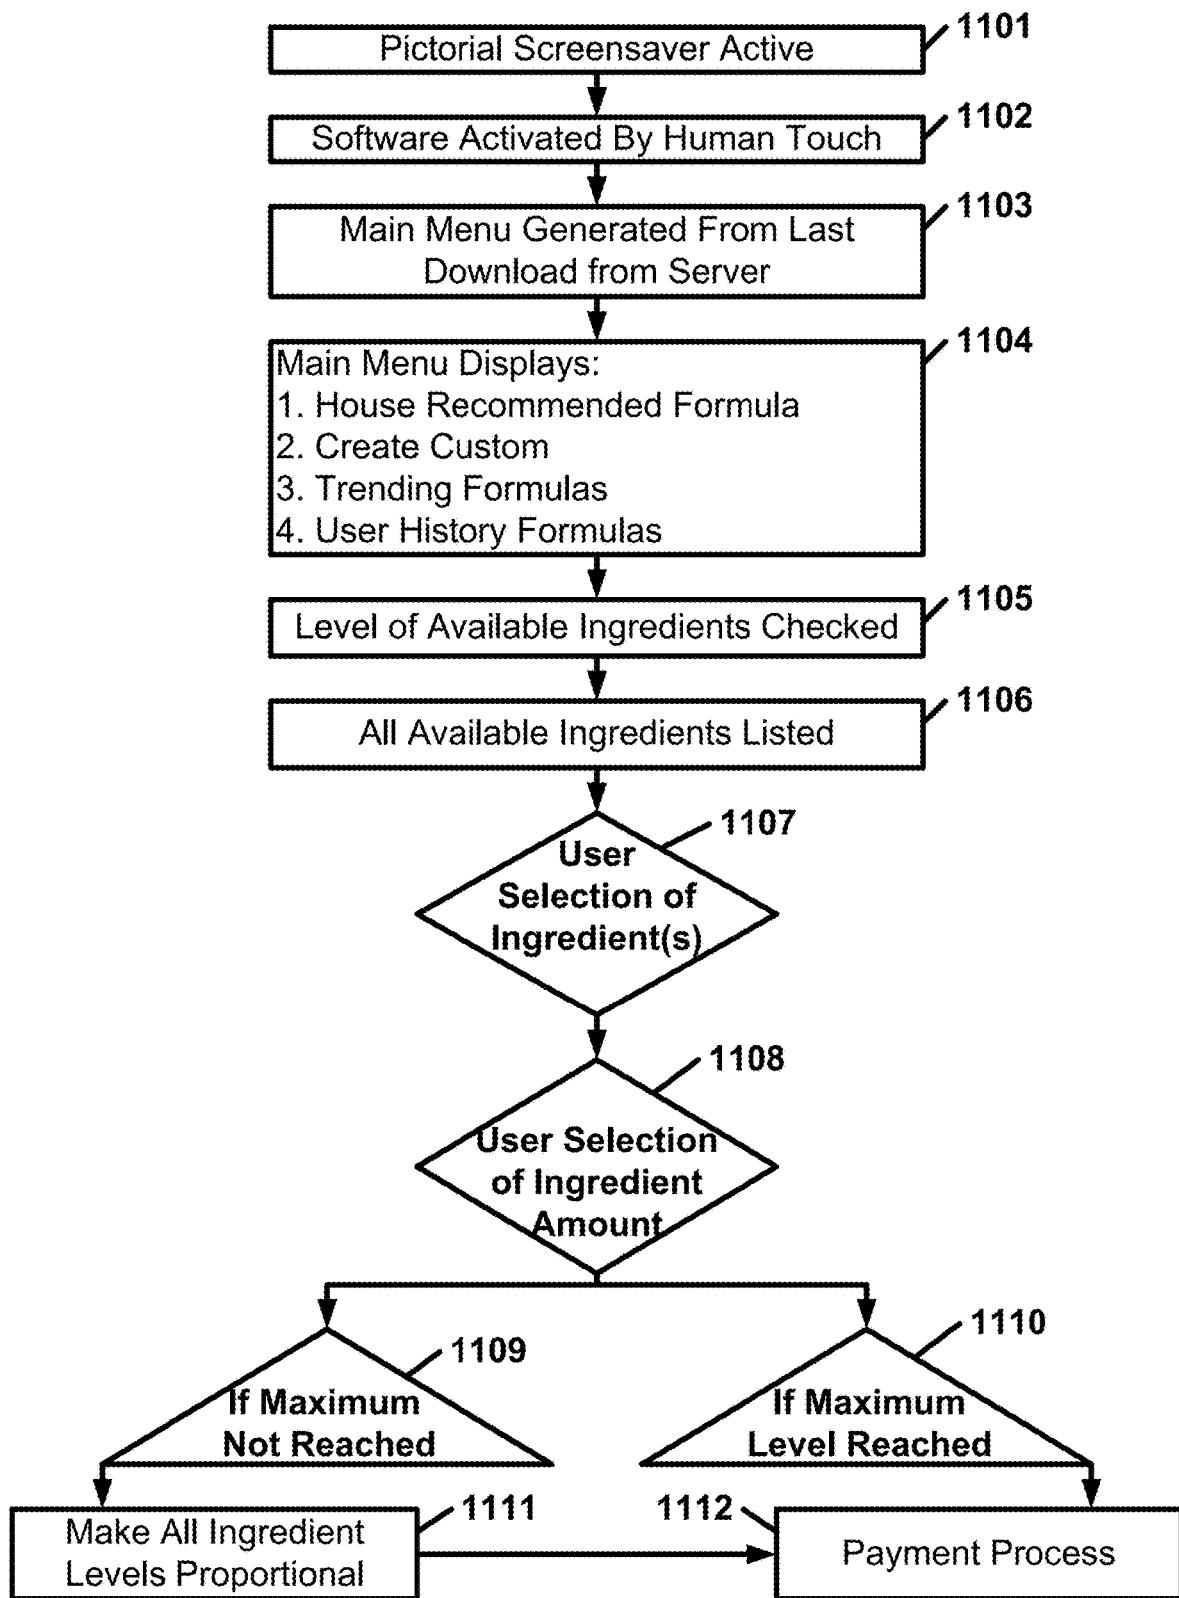 1101
Pictorial Screensaver Active
1102
Software Activated By Human Touch
1103
Main Menu Generated From Last
Download from Server
1104
Main Menu Displays:
1. House Recommended Formula
2. Create Custom
3. Trending Formulas
4. User History Formulas
1105
Level of Available Ingredients Checked
1106
All Available Ingredients Listed
1107
User
Selection of
Ingredient(s)
1108
User Selection
of Ingredient
Amount
1109
If Maximum
Not Reached
1110
If Maximum
Level Reached
1111
Make All Ingredient
Levels Proportional
1112
Payment Process